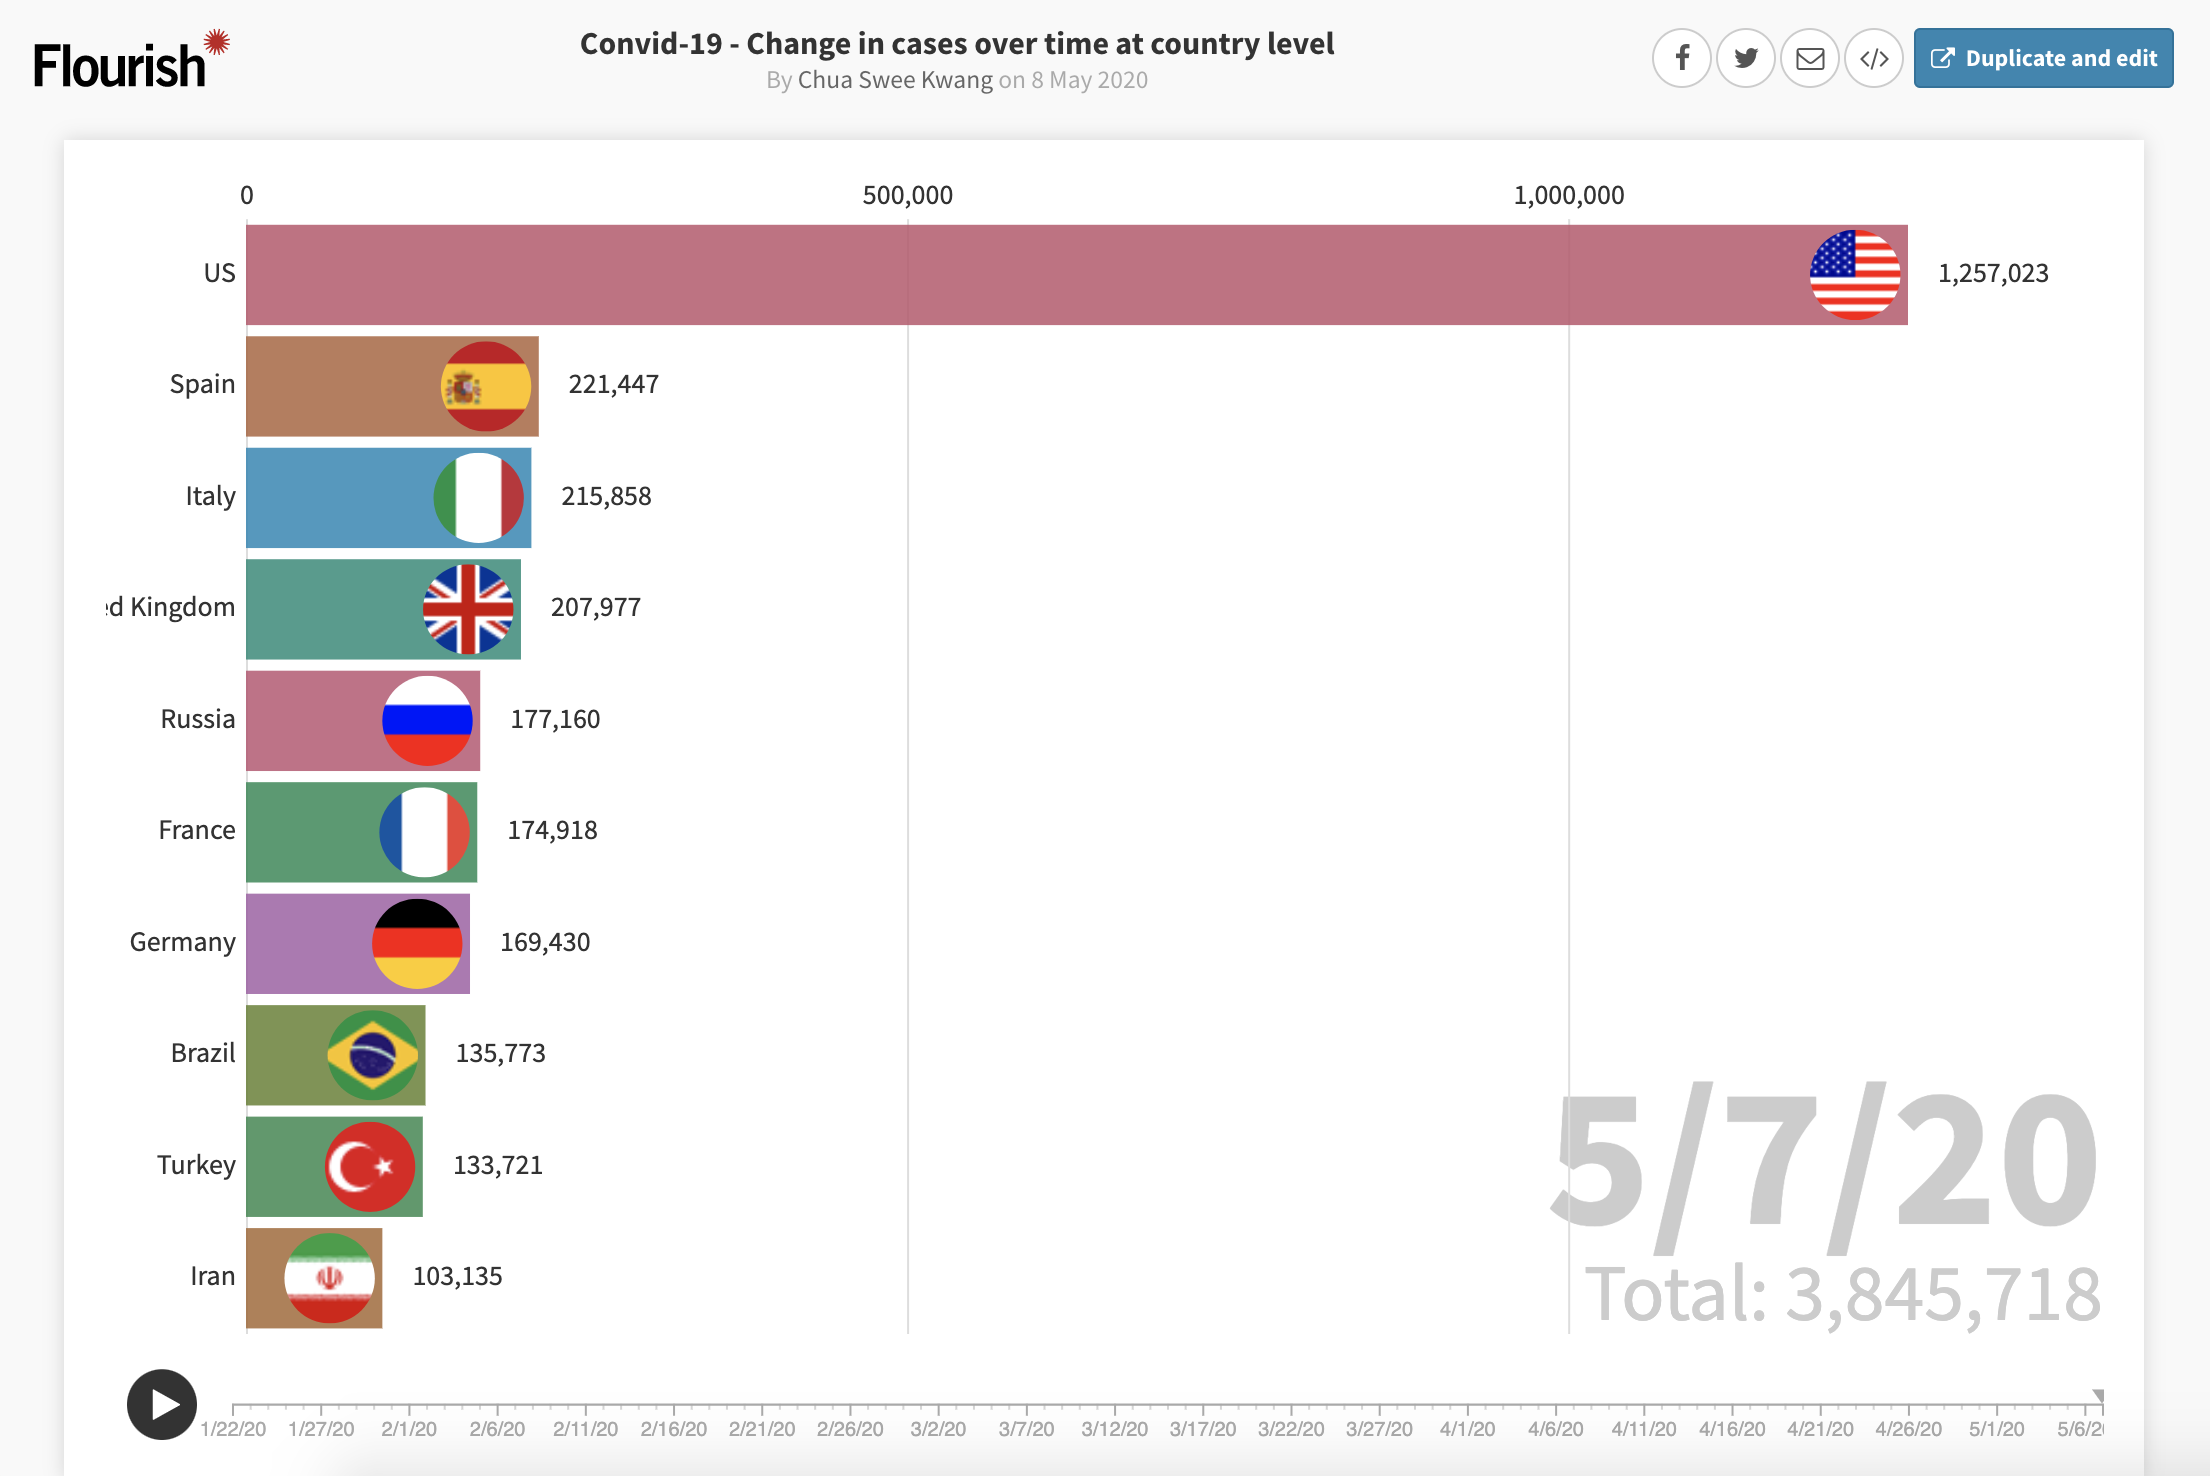 Flourish
Convid-19 - Change in cases over time at country level
By Chua Swee Kwang on 8 May 2020
Duplicate and edit
0 500,000 1,000,000
US 1,257,023
Spain 221,447
Italy 215,858
ed Kingdom 207,977
Russia 177,160
France 174,918
Germany 169,430
Brazil 135,773
Turkey 133,721
Iran 103,135
5/7/20
Total: 3,845,718
1/22/20 1/27/20 2/1/20 2/6/20 2/11/20 2/16/20 2/21/20 2/26/20 3/2/20 3/7/20 3/12/20 3/17/20 3/22/20 3/27/20 4/1/20 4/6/20 4/11/20 4/16/20 4/21/20 4/26/20 5/1/20 5/6/2